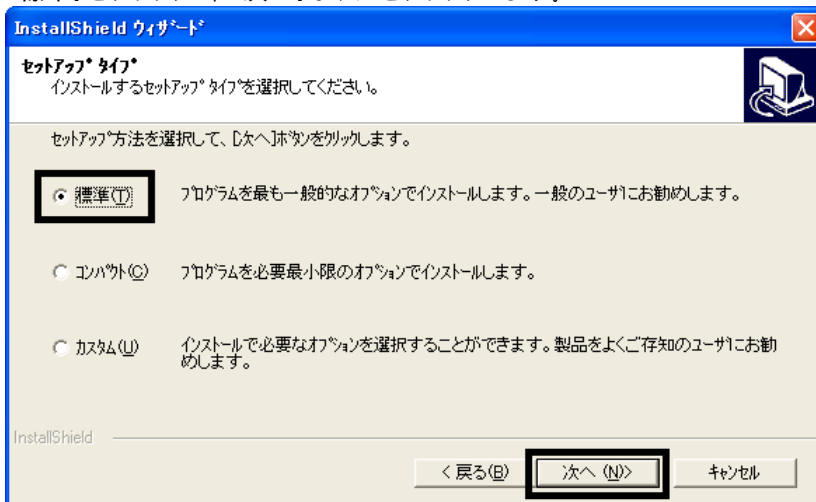 InstallShield ウィザード
セットアップ タイプ
インストールするセットアップ タイプを選択してください。
セットアップ方法を選択して、[次へ]ボタンをクリックします。
標準(T)
プログラムを最も一般的なオプションでインストールします。一般のユーザにお勧めします。
コンパクト(C)
プログラムを必要最小限のオプションでインストールします。
カスタム(U)
インストールで必要なオプションを選択することができます。製品をよくご存知のユーザにお勧
めします。
InstallShield
< 戻る(B)
次へ (N)>
キャンセル